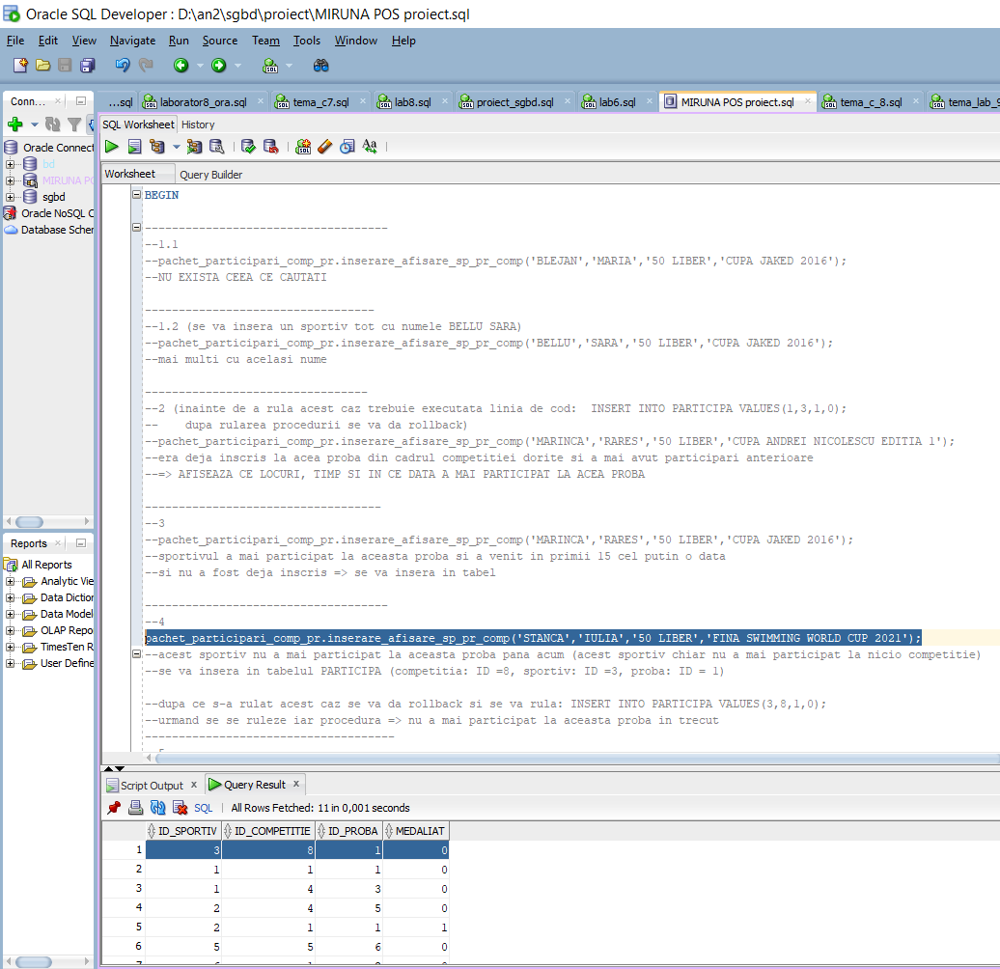 Oracle SQL Developer : D:\an2\sgbd\proiect\MIRUNA POS proiect.sql
File Edit View Navigate Run Source Team Tools Window Help
Conn...
...sql laborator8_ora.sql tema_c7.sql lab8.sql proiect_sgbd.sql lab6.sql MIRUNA POS proiect.sql tema_c_8.sql tema_lab_9
SQL Worksheet History
Oracle Connect
bd
MIRUNA PO
sgbd
Oracle NoSQL C
Database Scher
Worksheet Query Builder
BEGIN
------------------------------------
--1.1
--pachet_participari_comp_pr.inserare_afisare_sp_pr_comp('BLEJAN','MARIA','50 LIBER','CUPA JAKED 2016');
--NU EXISTA CEEA CE CAUTATI
----------------------------------
--1.2 (se va insera un sportiv tot cu numele BELLU SARA)
--pachet_participari_comp_pr.inserare_afisare_sp_pr_comp('BELLU','SARA','50 LIBER','CUPA JAKED 2016');
--mai multi cu acelasi nume
---------------------------------
--2 (inainte de a rula acest caz trebuie executata linia de cod:  INSERT INTO PARTICIPA VALUES(1,3,1,0);
--    dupa rularea procedurii se va da rollback)
--pachet_participari_comp_pr.inserare_afisare_sp_pr_comp('MARINCA','RARES','50 LIBER','CUPA ANDREI NICOLESCU EDITIA 1');
--era deja inscris la acea proba din cadrul competitiei dorite si a mai avut participari anterioare
--=> AFISEAZA CE LOCURI, TIMP SI IN CE DATA A MAI PARTICIPAT LA ACEA PROBA
-----------------------------------
--3
--pachet_participari_comp_pr.inserare_afisare_sp_pr_comp('MARINCA','RARES','50 LIBER','CUPA JAKED 2016');
--sportivul a mai participat la aceasta proba si a venit in primii 15 cel putin o data
--si nu a fost deja inscris => se va insera in tabel
------------------------------------
--4
pachet_participari_comp_pr.inserare_afisare_sp_pr_comp('STANCA','IULIA','50 LIBER','FINA SWIMMING WORLD CUP 2021');
--acest sportiv nu a mai participat la aceasta proba pana acum (acest sportiv chiar nu a mai participat la nicio competitie)
--se va insera in tabelul PARTICIPA (competitia: ID =8, sportiv: ID =3, proba: ID = 1)
--dupa ce s-a rulat acest caz se va da rollback si se va rula: INSERT INTO PARTICIPA VALUES(3,8,1,0);
--urmand se se ruleze iar procedura => nu a mai participat la aceasta proba in trecut
-------------------------------------
Reports
All Reports
Analytic Vie
Data Diction
Data Model
OLAP Repo
TimesTen R
User Define
Script Output x Query Result x
SQL | All Rows Fetched: 11 in 0,001 seconds
ID_SPORTIV ID_COMPETITIE ID_PROBA MEDALIAT
1 3 8 1 0
2 1 1 1 0
3 1 4 3 0
4 2 4 5 0
5 2 1 1 1
6 5 5 6 0